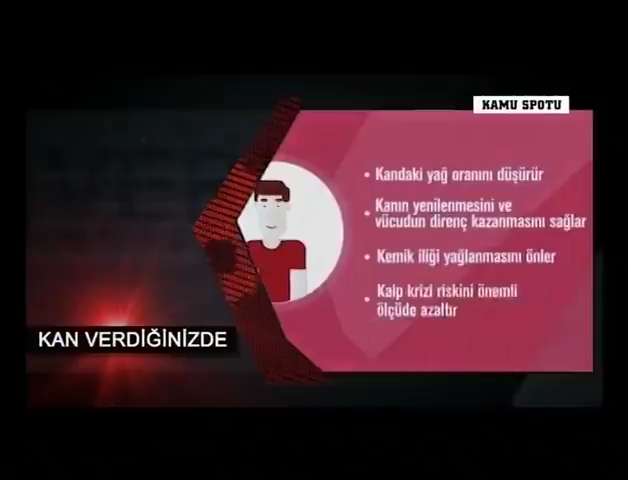 KAMU SPOTU
• Kandaki yağ oranını düşürür
• Kanın yenilenmesini ve
vücudun direnç kazanmasını sağlar
• Kemik iliği yağlanmasını önler
• Kalp krizi riskini önemli
ölçüde azaltır
KAN VERDİĞİNİZDE